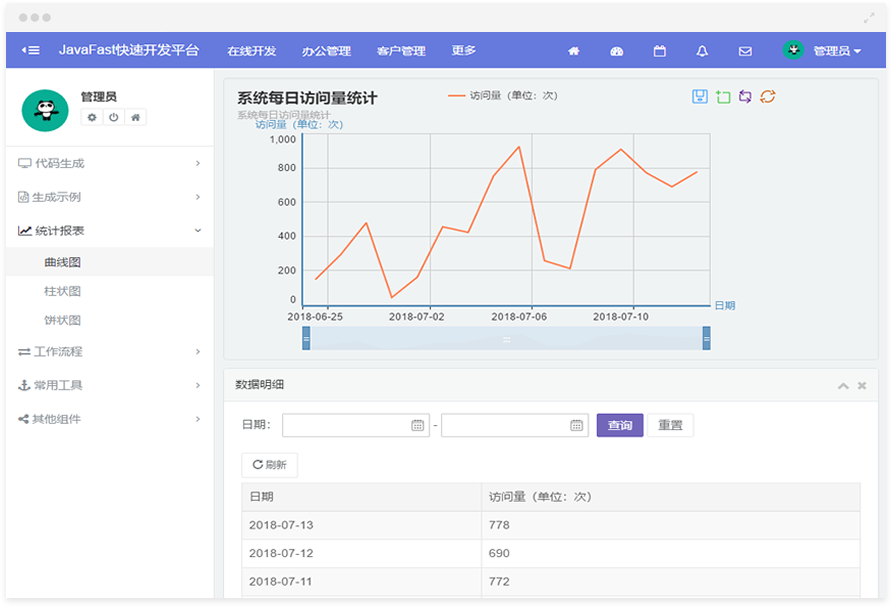 JavaFast快速开发平台 在线开发 办公管理 客户管理 更多 管理员
管理员
代码生成
生成示例
统计报表
曲线图
柱状图
饼状图
工作流程
常用工具
其他组件
系统每日访问量统计
系统每日访问量统计
访问量（单位：次）
访问量（单位：次）
1,000
800
600
400
200
0
日期
2018-06-25 2018-07-02 2018-07-06 2018-07-10
数据明细
日期： - 查询 重置
刷新
日期 访问量（单位：次）
2018-07-13 778
2018-07-12 690
2018-07-11 772